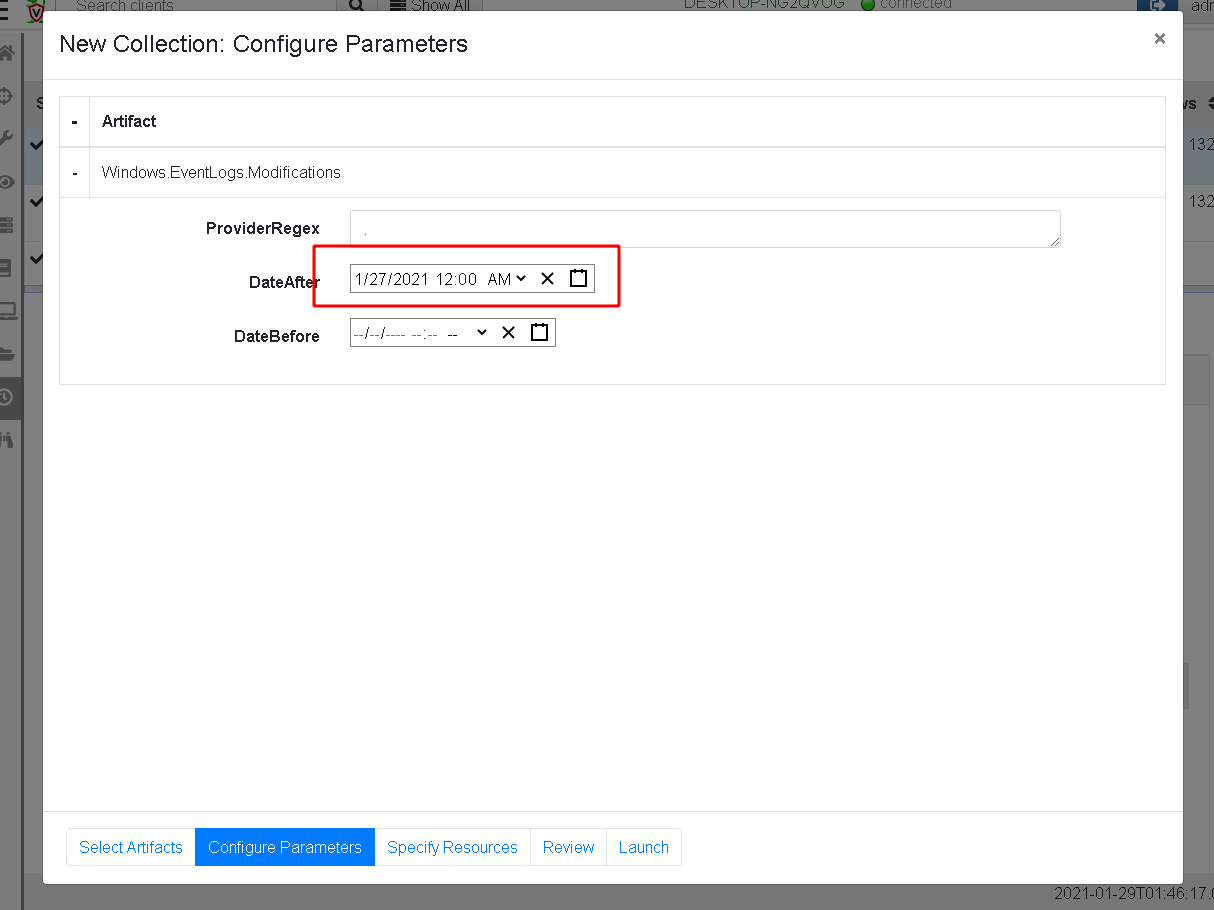 Search clients
Show All
DESKTOP-NG2QVOG
connected
New Collection: Configure Parameters
×
- Artifact
- Windows.EventLogs.Modifications
ProviderRegex .
DateAfter 1/27/2021 12:00 AM
DateBefore --/--/---- --:-- --
132
132
Select Artifacts Configure Parameters Specify Resources Review Launch
2021-01-29T01:46:17.0